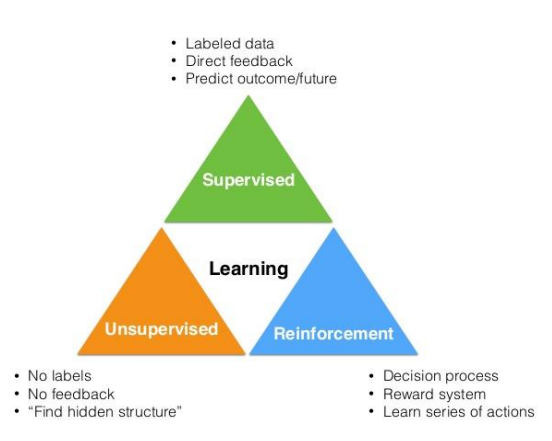 • Labeled data
• Direct feedback
• Predict outcome/future
Supervised
Learning
Unsupervised
Reinforcement
• No labels
• No feedback
• “Find hidden structure”
• Decision process
• Reward system
• Learn series of actions